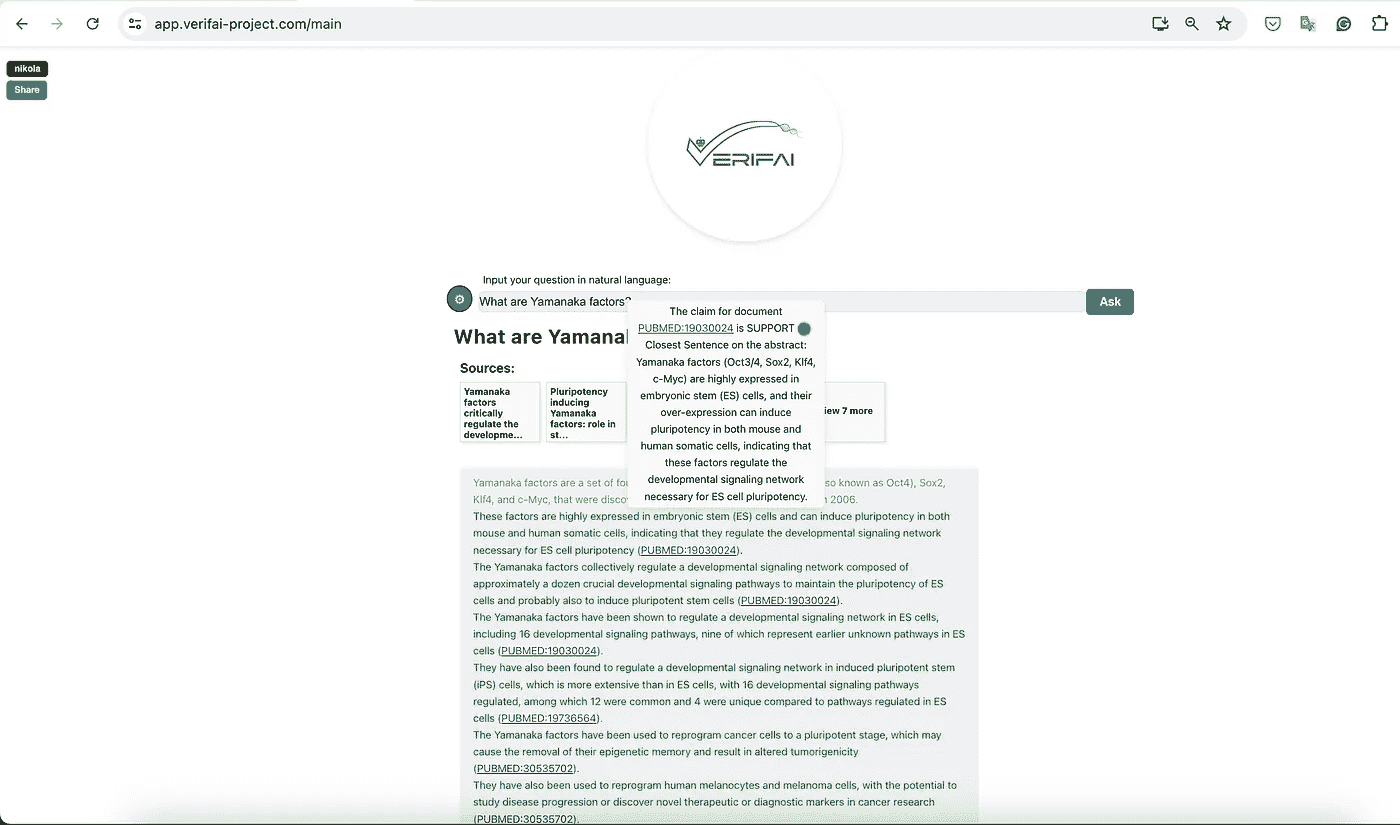 app.verifai-project.com/main
nikola
Share
VERIFAI
Input your question in natural language:
What are Yamanaka factors?
Ask
The claim for document
PUBMED:19030024 is SUPPORT
Closest Sentence on the abstract:
Yamanaka factors (Oct3/4, Sox2, Klf4,
c-Myc) are highly expressed in
embryonic stem (ES) cells, and their
over-expression can induce
pluripotency in both mouse and
human somatic cells, indicating that
these factors regulate the
developmental signaling network
necessary for ES cell pluripotency.
What are Yamana
Sources:
Yamanaka
factors
critically
regulate the
developme...
Pluripotency
inducing
Yamanaka
factors: role in
st...
iew 7 more
Yamanaka factors are a set of fou so known as Oct4), Sox2,
Klf4, and c-Myc, that were disco n 2006.
These factors are highly expressed in embryonic stem (ES) cells and can induce pluripotency in both
mouse and human somatic cells, indicating that they regulate the developmental signaling network
necessary for ES cell pluripotency (PUBMED:19030024).
The Yamanaka factors collectively regulate a developmental signaling network composed of
approximately a dozen crucial developmental signaling pathways to maintain the pluripotency of ES
cells and probably also to induce pluripotent stem cells (PUBMED:19030024).
The Yamanaka factors have been shown to regulate a developmental signaling network in ES cells,
including 16 developmental signaling pathways, nine of which represent earlier unknown pathways in ES
cells (PUBMED:19030024).
They have also been found to regulate a developmental signaling network in induced pluripotent stem
(iPS) cells, which is more extensive than in ES cells, with 16 developmental signaling pathways
regulated, among which 12 were common and 4 were unique compared to pathways regulated in ES
cells (PUBMED:19736564).
The Yamanaka factors have been used to reprogram cancer cells to a pluripotent stage, which may
cause the removal of their epigenetic memory and result in altered tumorigenicity
(PUBMED:30535702).
They have also been used to reprogram human melanocytes and melanoma cells, with the potential to
study disease progression or discover novel therapeutic or diagnostic markers in cancer research
(PUBMED:30535702).